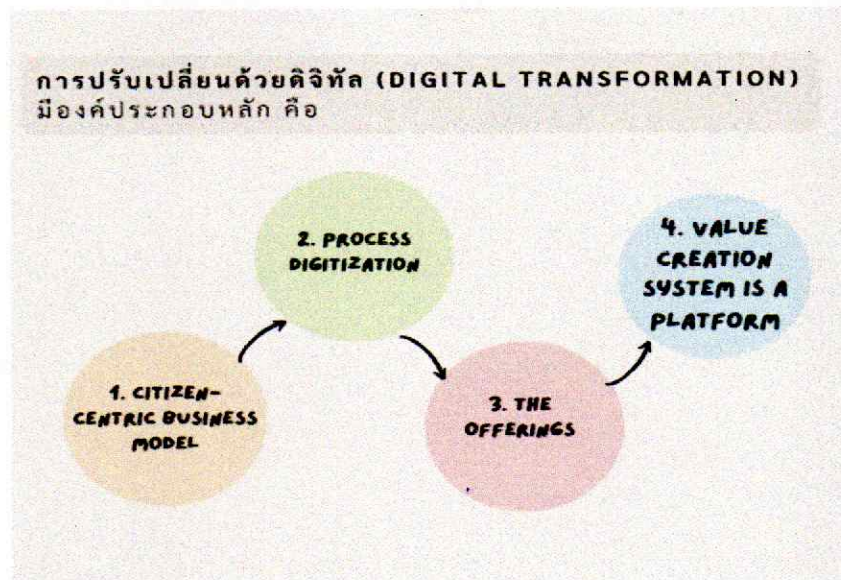 การปรับเปลี่ยนด้วยดิจิทัล (DIGITAL TRANSFORMATION)
มีองค์ประกอบหลัก คือ
1. CITIZEN-
CENTRIC BUSINESS
MODEL
2. PROCESS
DIGITIZATION
3. THE
OFFERINGS
4. VALUE
CREATION
SYSTEM IS A
PLATFORM